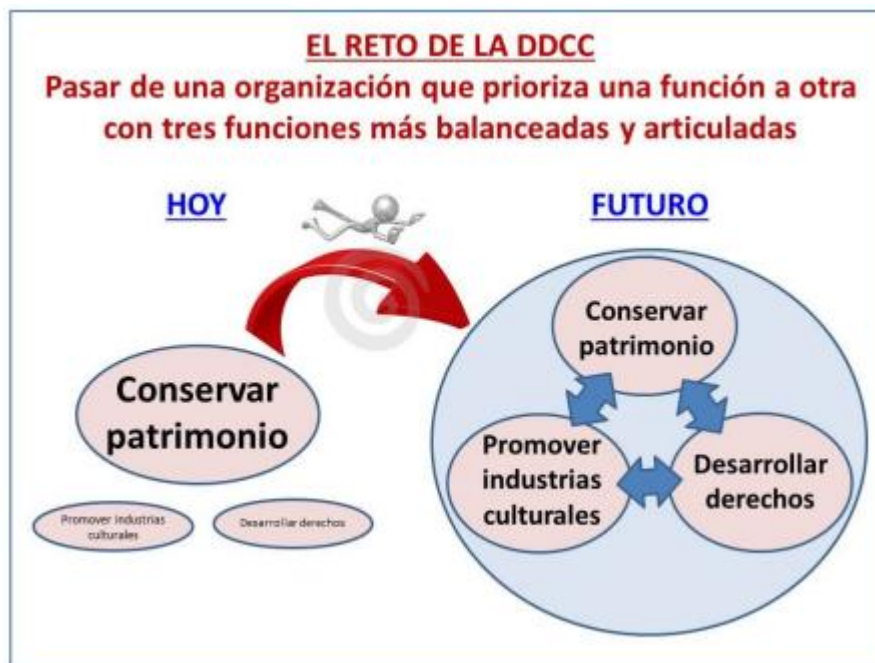 EL RETO DE LA DDCC
Pasar de una organización que prioriza una función a otra
con tres funciones más balanceadas y articuladas
HOY
FUTURO
Conservar
patrimonio
Promover industrias
culturales
Desarrollar derechos
Conservar
patrimonio
Promover
industrias
culturales
Desarrollar
derechos